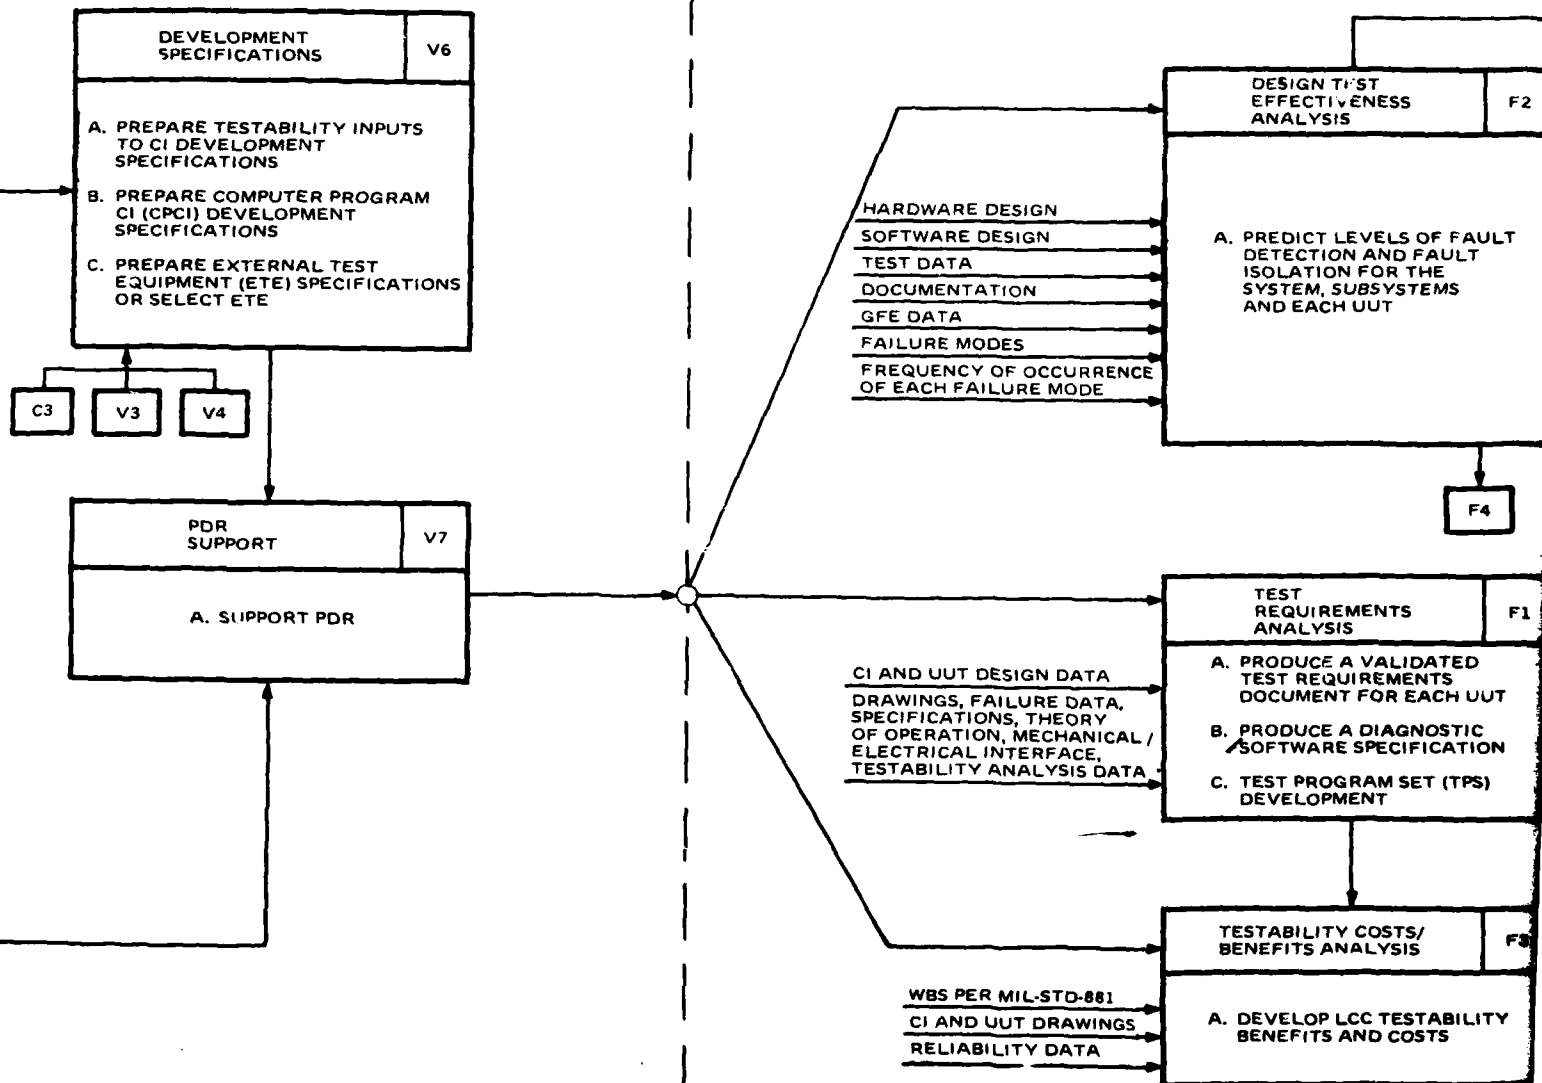 DEVELOPMENT
SPECIFICATIONS
V6
A. PREPARE TESTABILITY INPUTS
TO CI DEVELOPMENT
SPECIFICATIONS
B. PREPARE COMPUTER PROGRAM
CI (CPCI) DEVELOPMENT
SPECIFICATIONS
C. PREPARE EXTERNAL TEST
EQUIPMENT (ETE) SPECIFICATIONS
OR SELECT ETE
C3
V3
V4
PDR
SUPPORT
V7
A. SUPPORT PDR
DESIGN TEST
EFFECTIVENESS
ANALYSIS
F2
HARDWARE DESIGN
SOFTWARE DESIGN
TEST DATA
DOCUMENTATION
GFE DATA
FAILURE MODES
FREQUENCY OF OCCURRENCE
OF EACH FAILURE MODE
A. PREDICT LEVELS OF FAULT
DETECTION AND FAULT
ISOLATION FOR THE
SYSTEM, SUBSYSTEMS
AND EACH UUT
F4
TEST
REQUIREMENTS
ANALYSIS
F1
CI AND UUT DESIGN DATA
DRAWINGS, FAILURE DATA,
SPECIFICATIONS, THEORY
OF OPERATION, MECHANICAL/
ELECTRICAL INTERFACE,
TESTABILITY ANALYSIS DATA
A. PRODUCE A VALIDATED
TEST REQUIREMENTS
DOCUMENT FOR EACH UUT
B. PRODUCE A DIAGNOSTIC
SOFTWARE SPECIFICATION
C. TEST PROGRAM SET (TPS)
DEVELOPMENT
TESTABILITY COSTS/
BENEFITS ANALYSIS
F3
WBS PER MIL-STD-881
CI AND UUT DRAWINGS
RELIABILITY DATA
A. DEVELOP LCC TESTABILITY
BENEFITS AND COSTS